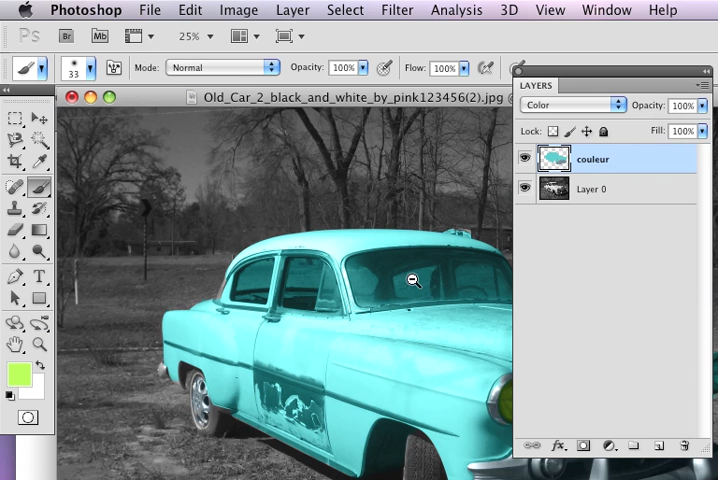 Photoshop File Edit Image Layer Select Filter Analysis 3D View Window Help
Ps Br Mb 25%
33 Mode: Normal Opacity: 100% Flow: 100%
Old_Car_2_black_and_white_by_pink123456(2).jpg @
LAYERS
Color Opacity: 100%
Lock: Fill: 100%
couleur
Layer 0
T
fx